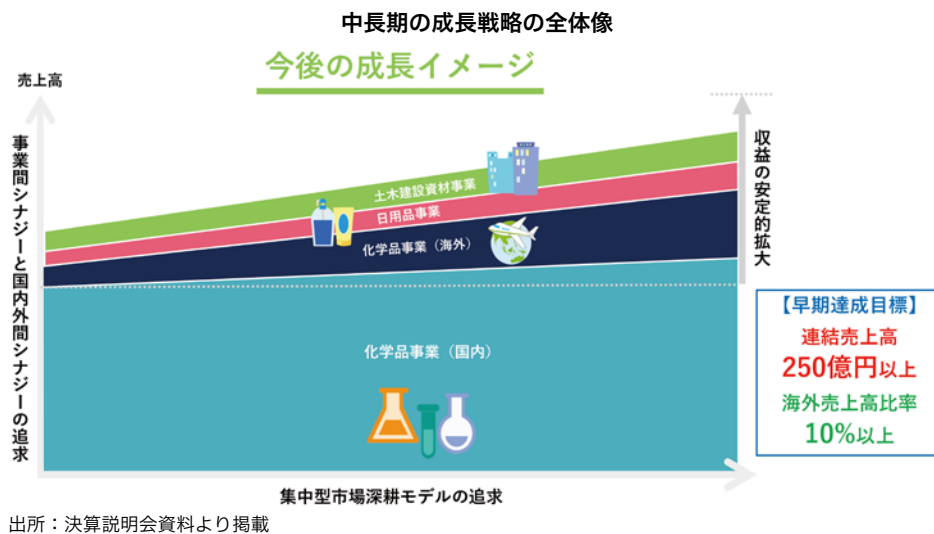 中長期の成長戦略の全体像
今後の成長イメージ
売上高
事業間シナジーと国内外間シナジーの追求
土木建設資材事業
日用品事業
化学品事業（海外）
化学品事業（国内）
収益の安定的拡大
【早期達成目標】
連結売上高
250億円以上
海外売上高比率
10%以上
集中型市場深耕モデルの追求
出所：決算説明会資料より掲載